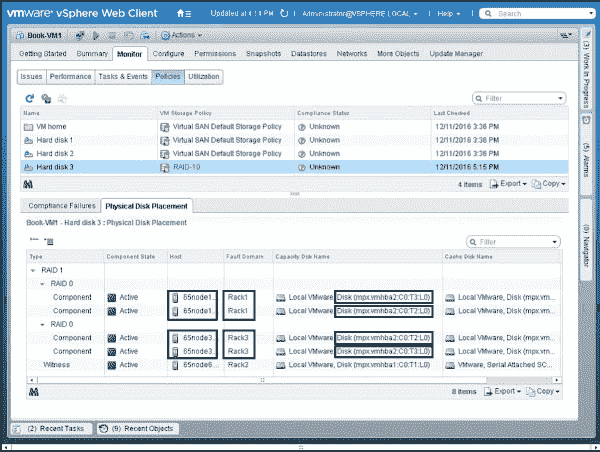 vmware® vSphere Web Client Updated at 4:14 PM Administrator@VSPHERE.LOCAL Help Search
Book-VM1 Actions
Getting Started Summary Monitor Configure Permissions Snapshots Datastores Networks More Objects Update Manager
Issues Performance Tasks & Events Policies Utilization
Filter
Name VM Storage Policy Compliance Status Last Checked
VM home Virtual SAN Default Storage Policy Unknown 12/11/2016 3:36 PM
Hard disk 1 Virtual SAN Default Storage Policy Unknown 12/11/2016 3:36 PM
Hard disk 2 Virtual SAN Default Storage Policy Unknown 12/11/2016 3:36 PM
Hard disk 3 RAID-10 Unknown 12/11/2016 5:15 PM
4 items Export Copy
Compliance Failures Physical Disk Placement
Book-VM1 - Hard disk 3 : Physical Disk Placement
Filter
Type Component State Host Fault Domain Capacity Disk Name Cache Disk Name
RAID 1
RAID 0
Component Active 65node1... Rack1 Local VMware, Disk (mpx.vmhba2:C0:T3:L0) Local VMware, Disk (mpx.vm...
Component Active 65node1... Rack1 Local VMware, Disk (mpx.vmhba2:C0:T2:L0) Local VMware, Disk (mpx.vm...
RAID 0
Component Active 65node3... Rack3 Local VMware, Disk (mpx.vmhba1:C0:T2:L0) Local VMware, Disk (mpx.vm...
Component Active 65node3... Rack3 Local VMware, Disk (mpx.vmhba2:C0:T3:L0) Local VMware, Disk (mpx.vm...
Witness Active 65node6... Rack2 Local VMware, Disk (mpx.vmhba1:C0:T1:L0) VMware, Serial Attached SC...
8 items Export Copy
(2) Recent Tasks (9) Recent Objects
(3) Work In Progress
(5) Alarms
(0) Navigator